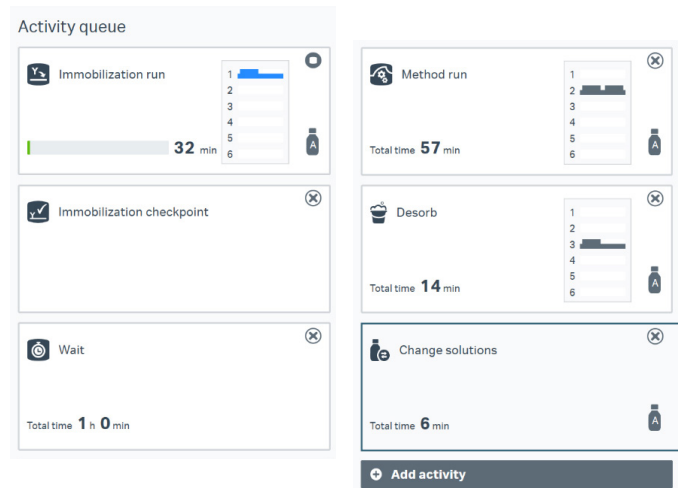 Activity queue
Immobilization run
1
2
3
4
5
6
32 min
A
Immobilization checkpoint
Wait
Total time 1 h 0 min
Method run
1
2
3
4
5
6
Total time 57 min
A
Desorb
1
2
3
4
5
6
Total time 14 min
A
Change solutions
Total time 6 min
A
Add activity